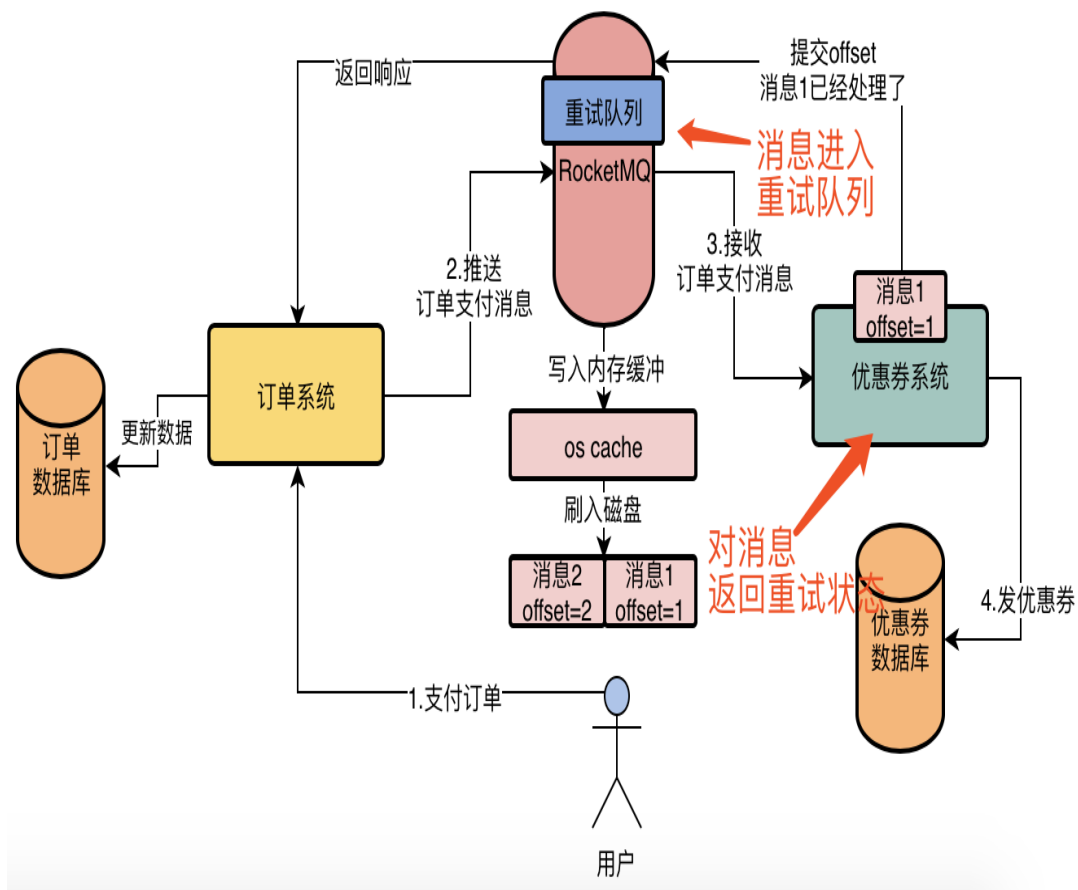 返回响应
提交offset
消息1已经处理了
重试队列
RocketMQ
消息进入
重试队列
2.推送
订单支付消息
3.接收
订单支付消息
消息1
offset=1
优惠券系统
订单系统
更新数据
订单
数据库
写入内存缓冲
os cache
刷入磁盘
消息2
offset=2
消息1
offset=1
对消息
返回重试状态
优惠券
数据库
4.发优惠券
1.支付订单
用户